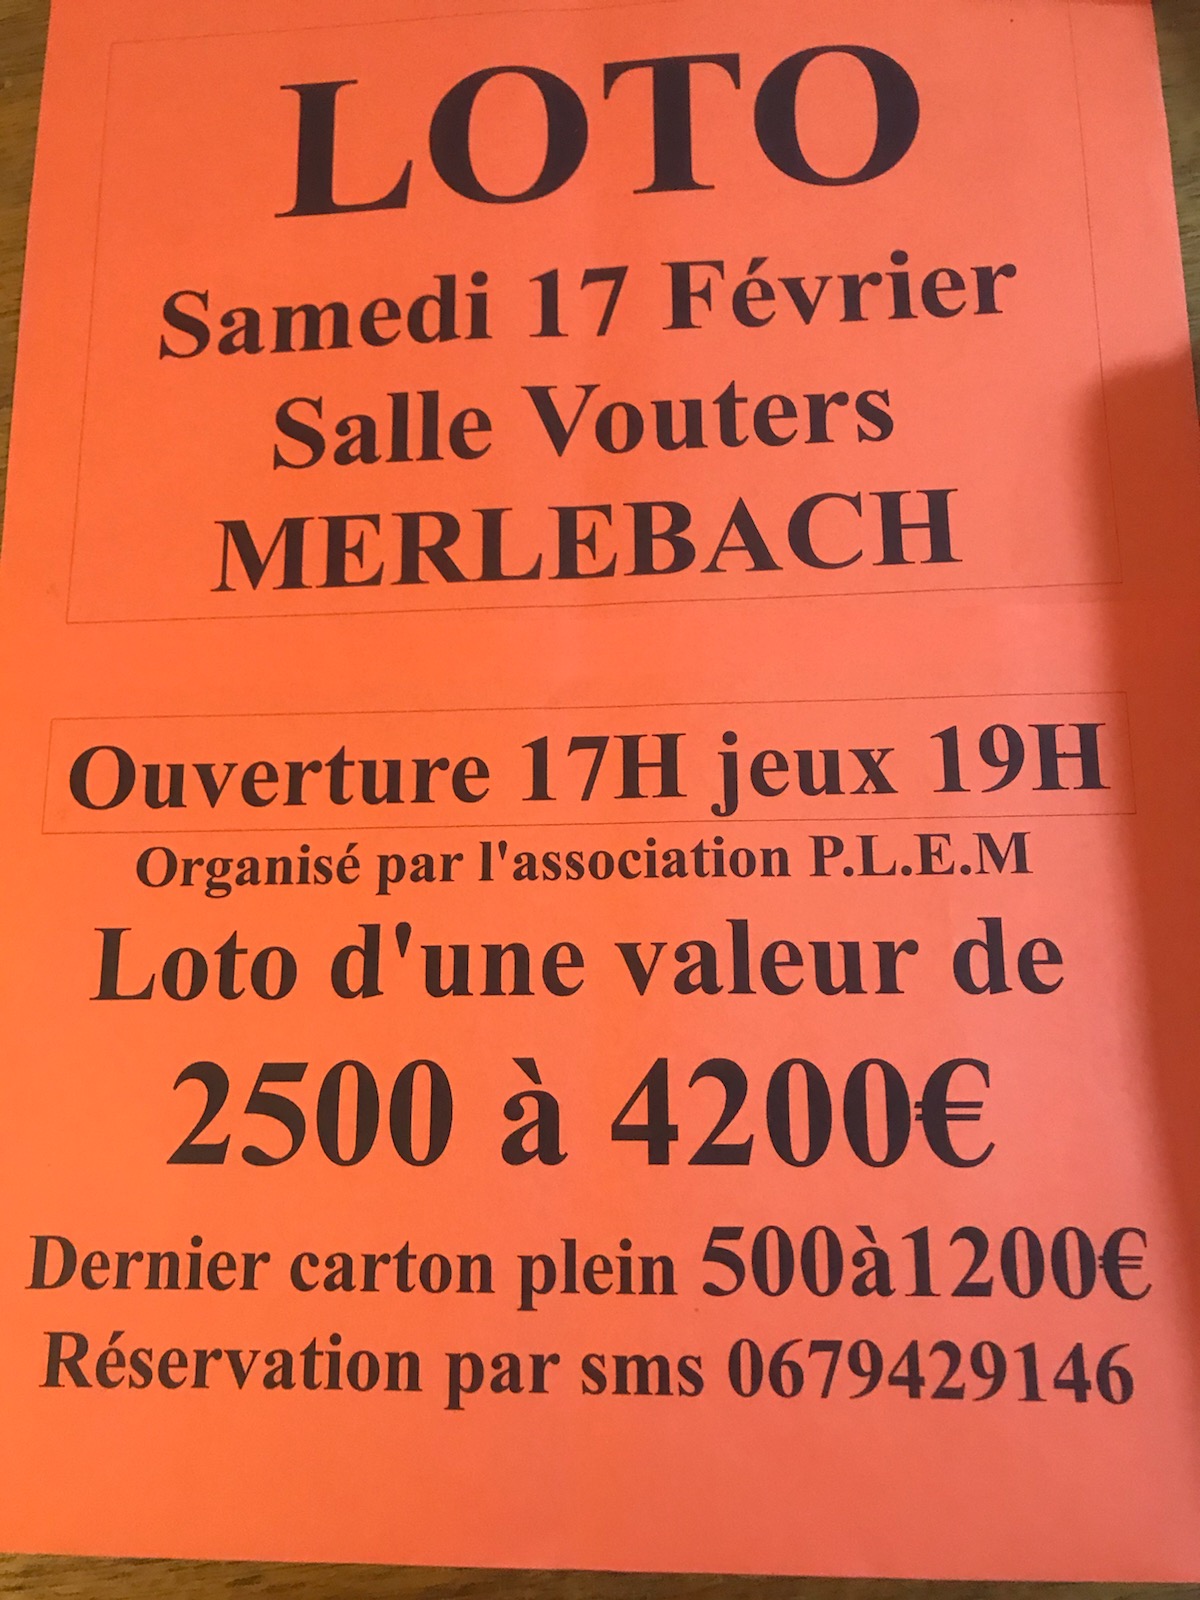 LOTO
Samedi 17 Février
Salle Vouters
MERLEBACH
Ouverture 17H jeux 19H
Organisé par l'association P.L.E.M
Loto d'une valeur de
2500 à 4200€
Dernier carton plein 500à1200€
Réservation par sms 0679429146